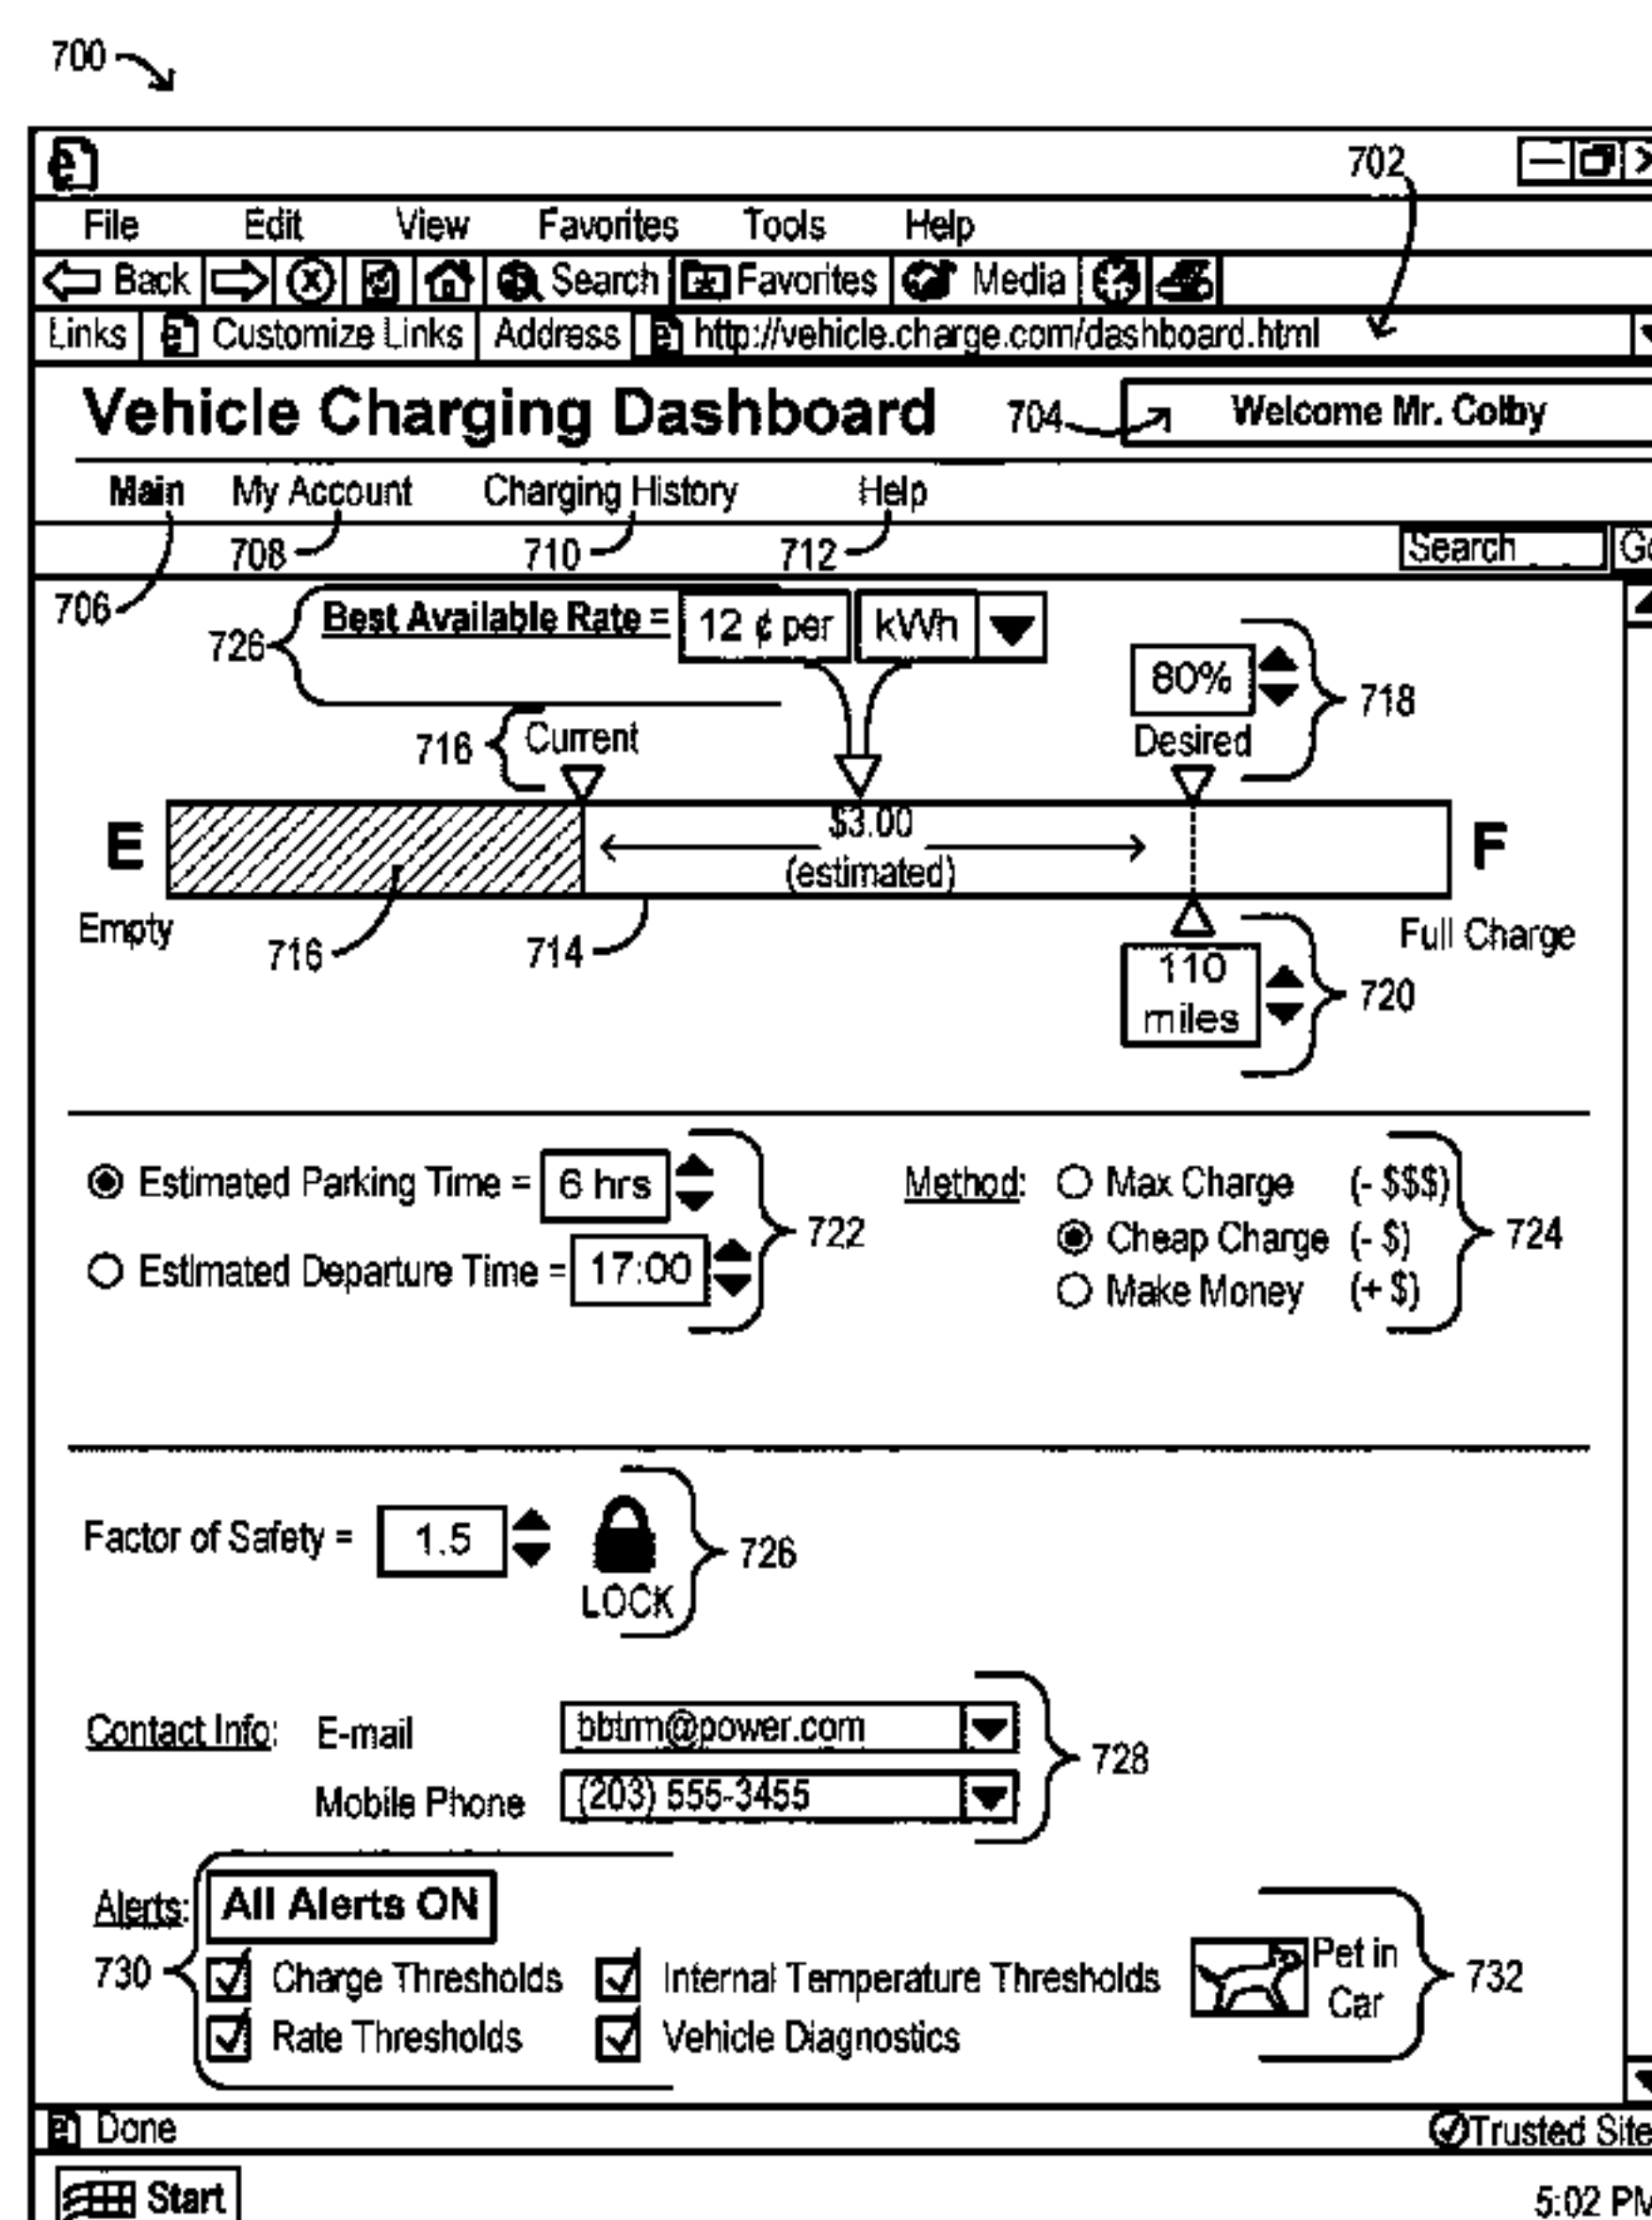 700
702
File Edit View Favorites Tools Help
Back Search Favorites Media
Links Customize Links Address http://vehicle.charge.com/dashboard.html
Vehicle Charging Dashboard 704 Welcome Mr. Colby
Main My Account Charging History Help
708 710 712 Search
706
726 Best Available Rate = 12 ¢ per kWh
80% 718
716 Current Desired
E $3.00 F
(estimated)
Empty 716 714 Full Charge
110 720
miles
Estimated Parking Time = 6 hrs Method: Max Charge (- $$$)
722 Cheap Charge (- $) 724
Estimated Departure Time = 17:00 Make Money (+ $)
Factor of Safety = 1.5 726
LOCK
Contact Info: E-mail bbtrm@power.com
728
Mobile Phone (203) 555-3455
Alerts: All Alerts ON
730 Charge Thresholds Internal Temperature Thresholds Pet in 732
Car
Rate Thresholds Vehicle Diagnostics
Done Trusted Site
Start 5:02 PM